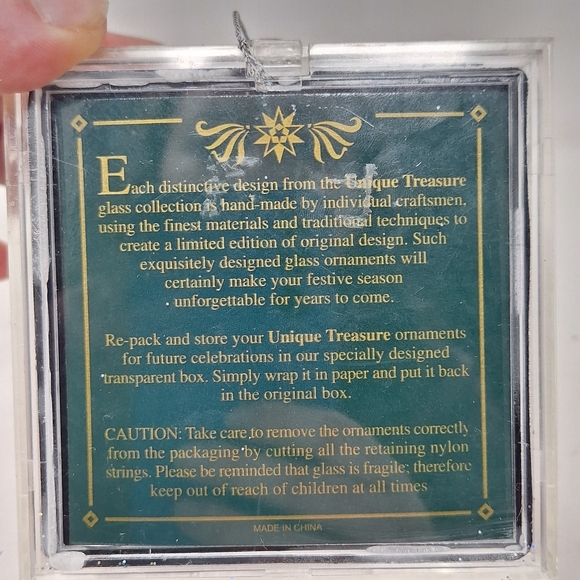 Each distinctive design from the Unique Treasure
glass collection is hand-made by individual craftsmen,
using the finest materials and traditional techniques to
create a limited edition of original design. Such
exquisitely designed glass ornaments will
certainly make your festive season
unforgettable for years to come.
Re-pack and store your Unique Treasure ornaments
for future celebrations in our specially designed
transparent box. Simply wrap it in paper and put it back
in the original box.
CAUTION: Take care to remove the ornaments correctly
from the packaging by cutting all the retaining nylon
strings. Please be reminded that glass is fragile; therefore
keep out of reach of children at all times
MADE IN CHINA